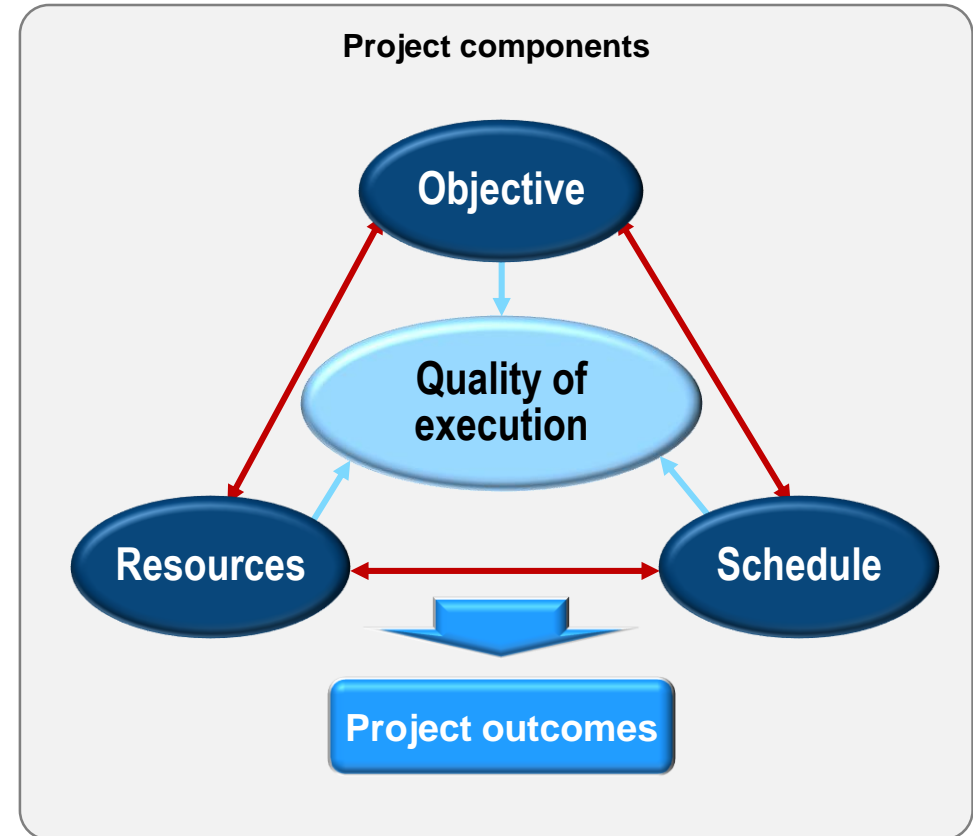 Project components
Objective
Quality of
execution
Resources
Schedule
Project outcomes